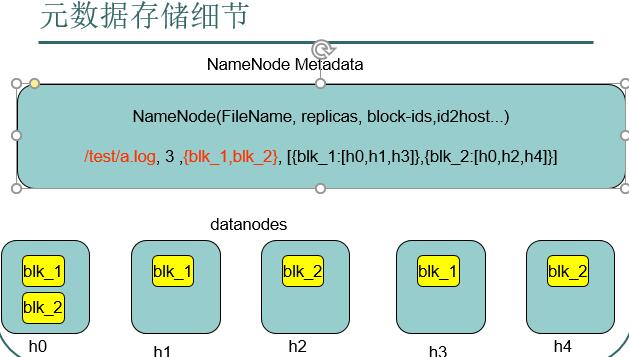 元数据存储细节
NameNode Metadata
NameNode(FileName, replicas, block-ids,id2host...)
/test/a.log, 3 ,{blk_1,blk_2}, [{blk_1:[h0,h1,h3]},{blk_2:[h0,h2,h4]}]
datanodes
blk_1 blk_1 blk_2 blk_1 blk_2
blk_2
h0 h1 h2 h3 h4